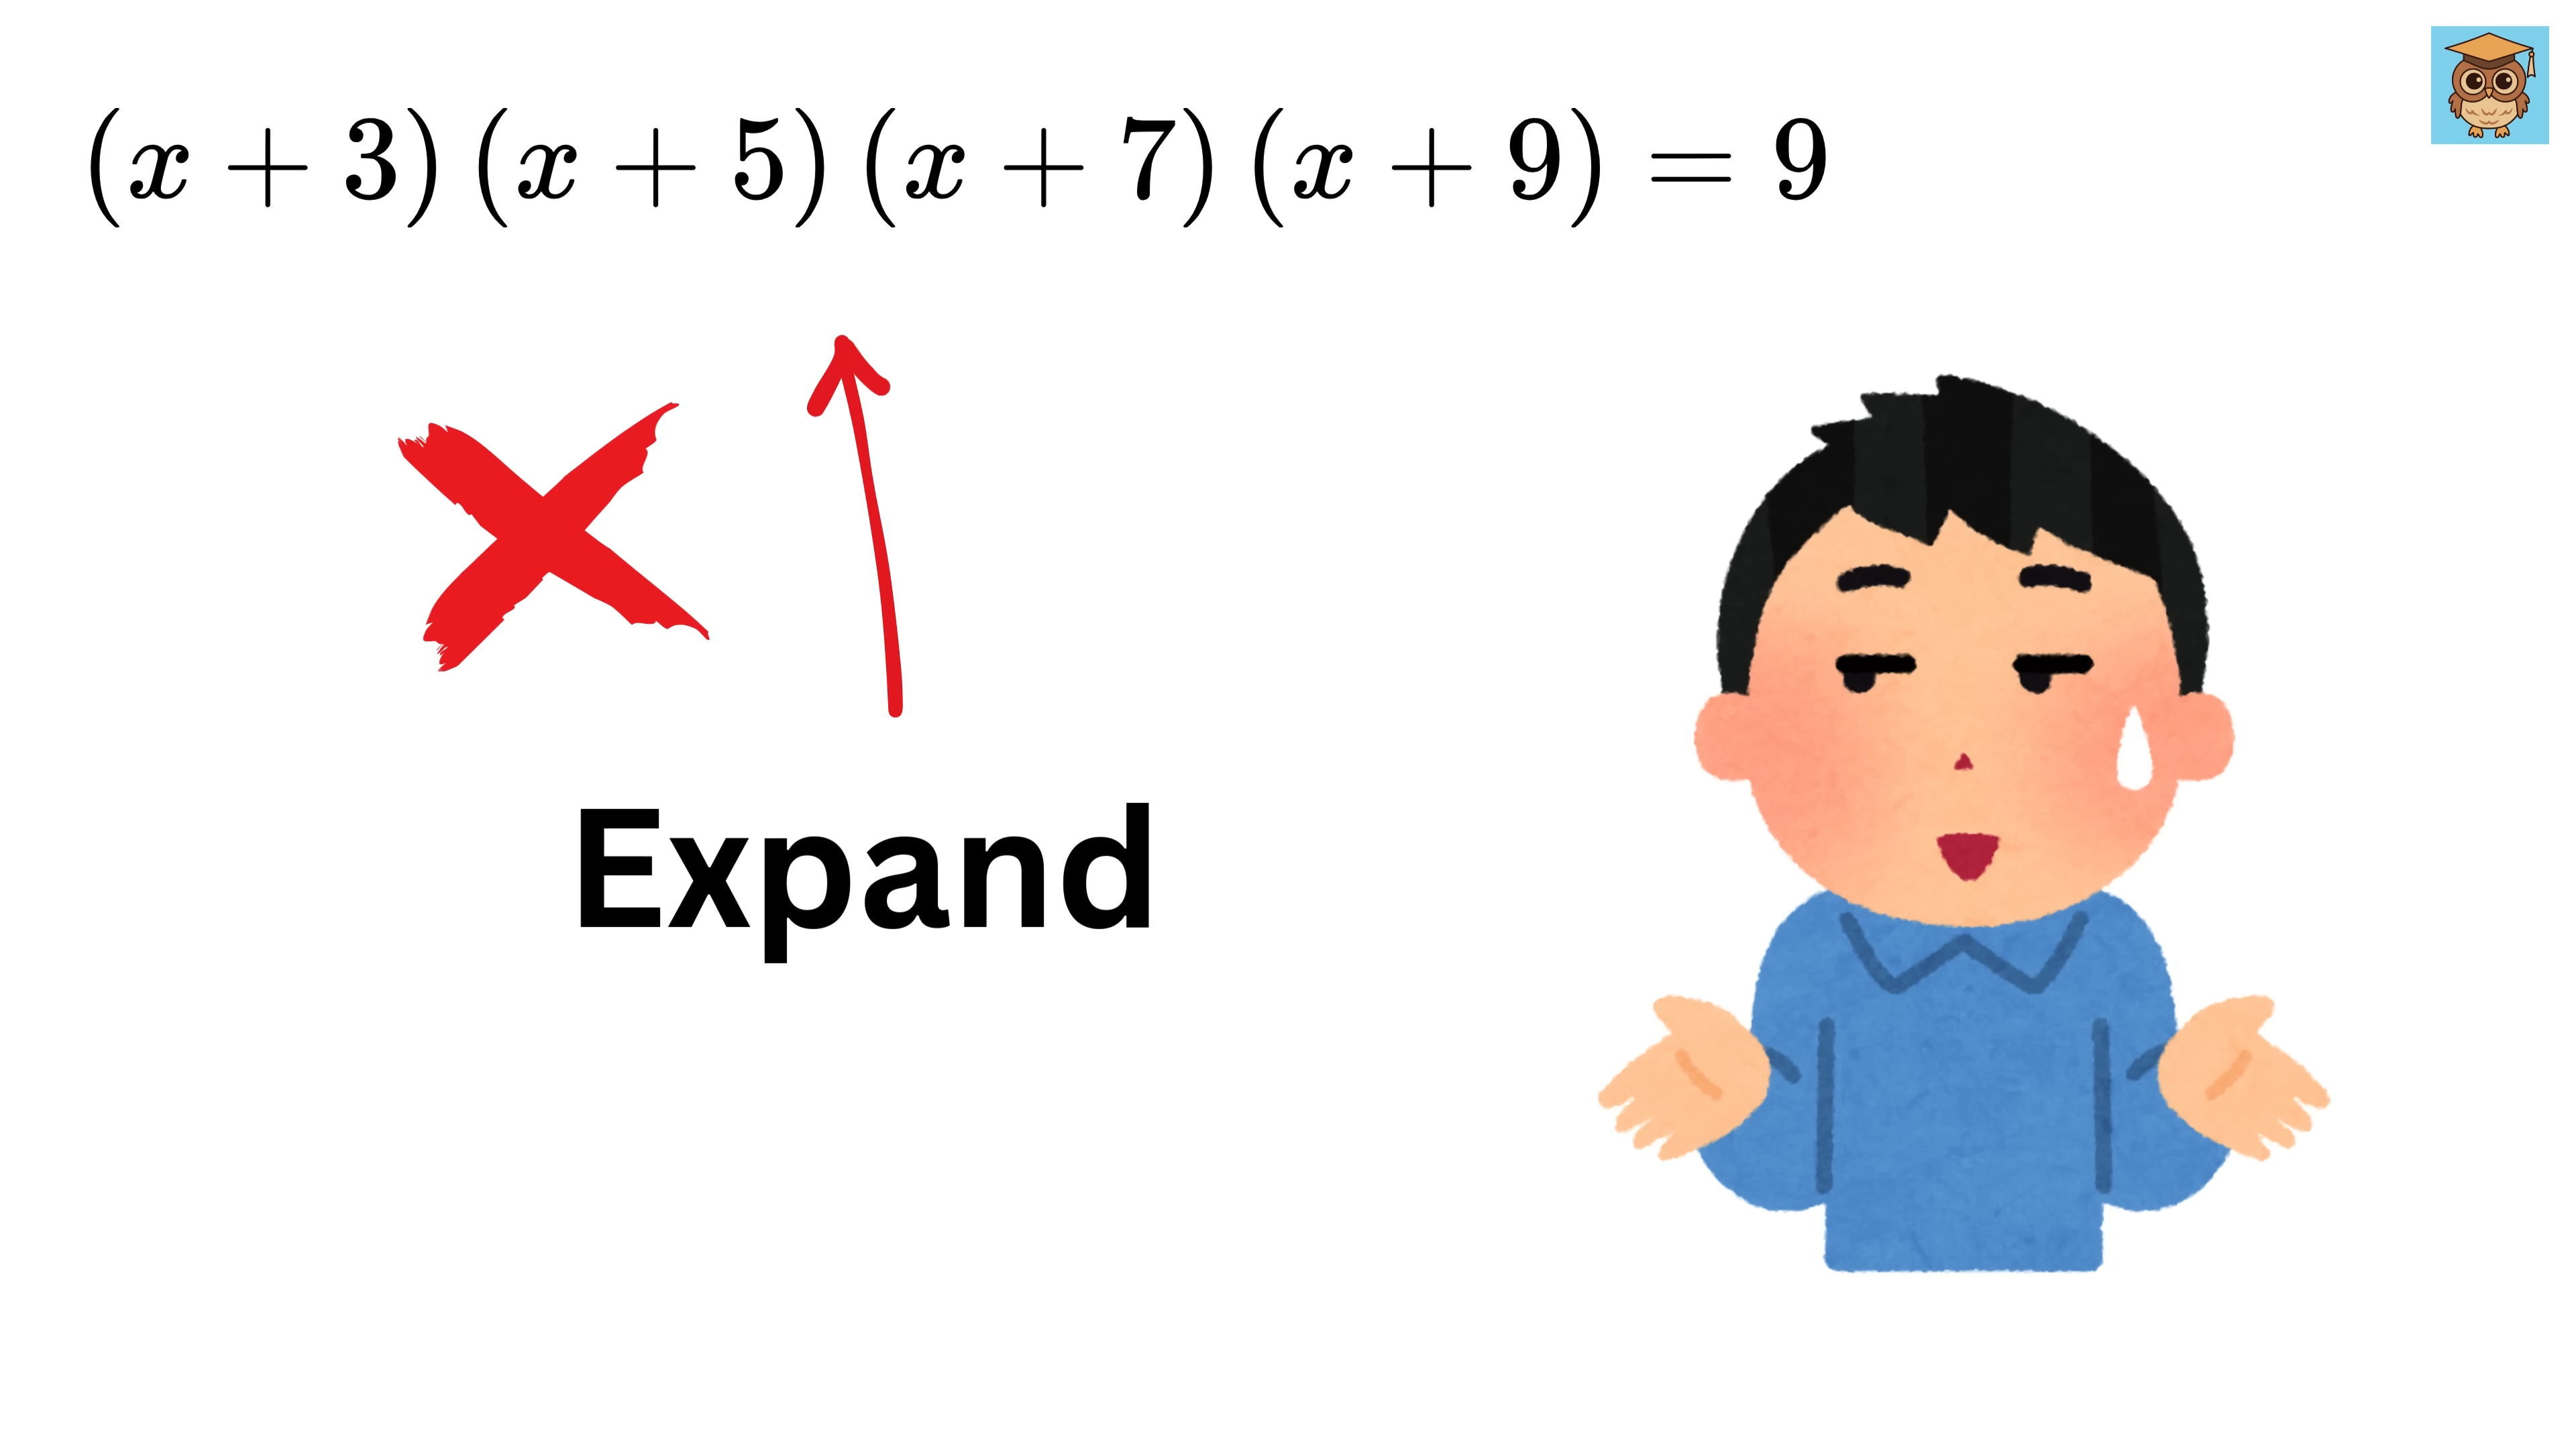 (x + 3) (x + 5) (x + 7) (x + 9) = 9
Expand